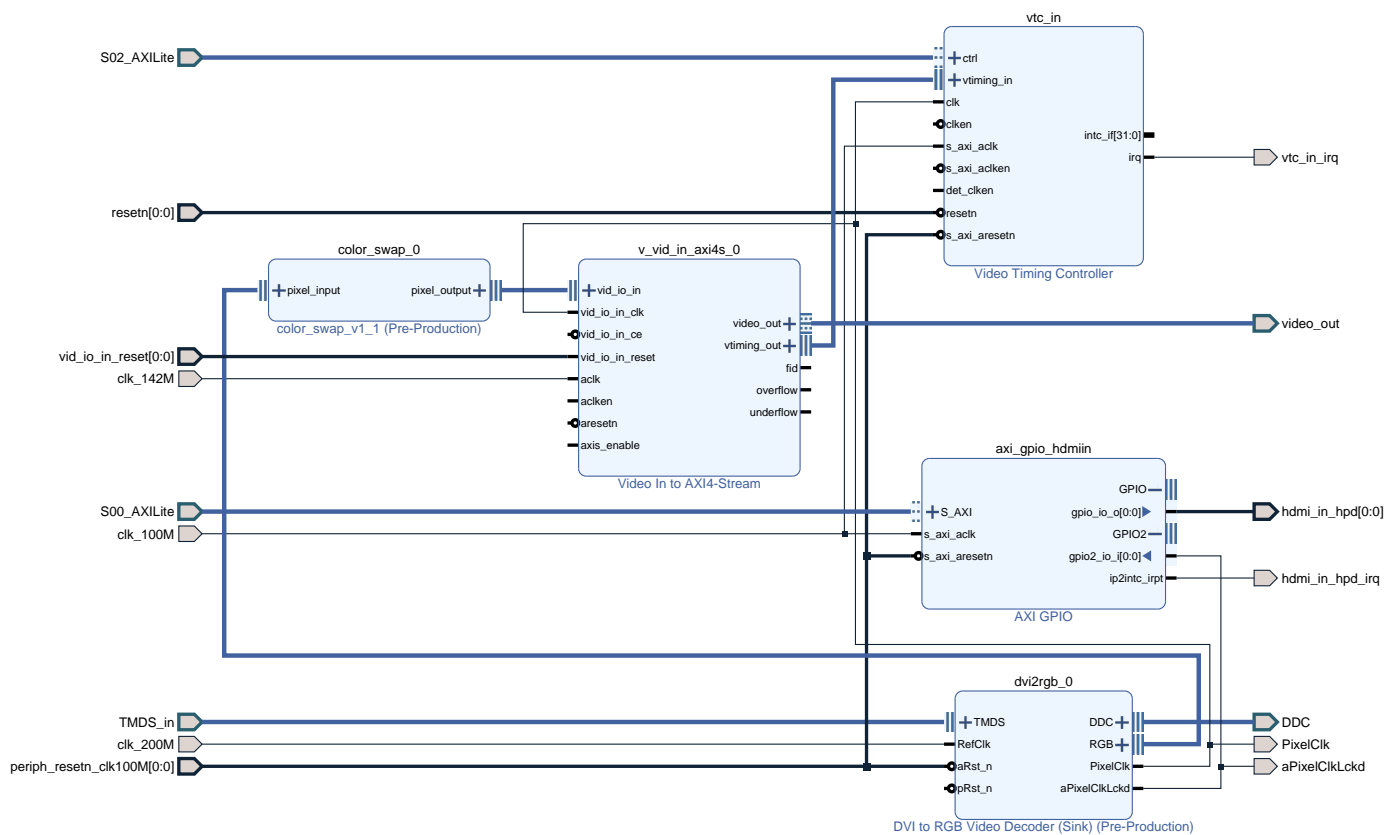 vtc_in
S02_AXILite
ctrl
vtiming_in
clk
clken
intc_if[31:0]
s_axi_aclk
irq
vtc_in_irq
s_axi_aclken
det_clken
resetn[0:0]
resetn
s_axi_aresetn
Video Timing Controller
color_swap_0
pixel_input
pixel_output
color_swap_v1_1 (Pre-Production)
v_vid_in_axi4s_0
vid_io_in
vid_io_in_clk
video_out
video_out
vid_io_in_ce
vtiming_out
vid_io_in_reset[0:0]
vid_io_in_reset
fid
clk_142M
aclk
overflow
aclken
underflow
aresetn
axis_enable
Video In to AXI4-Stream
axi_gpio_hdmiin
GPIO
S00_AXILite
S_AXI
gpio_io_o[0:0]
hdmi_in_hpd[0:0]
clk_100M
s_axi_aclk
GPIO2
s_axi_aresetn
gpio2_io_i[0:0]
ip2intc_irpt
hdmi_in_hpd_irq
AXI GPIO
dvi2rgb_0
TMDS_in
TMDS
DDC
DDC
clk_200M
RefClk
RGB
PixelClk
periph_resetn_clk100M[0:0]
aRst_n
PixelClk
aPixelClkLckd
pRst_n
aPixelClkLckd
DVI to RGB Video Decoder (Sink) (Pre-Production)